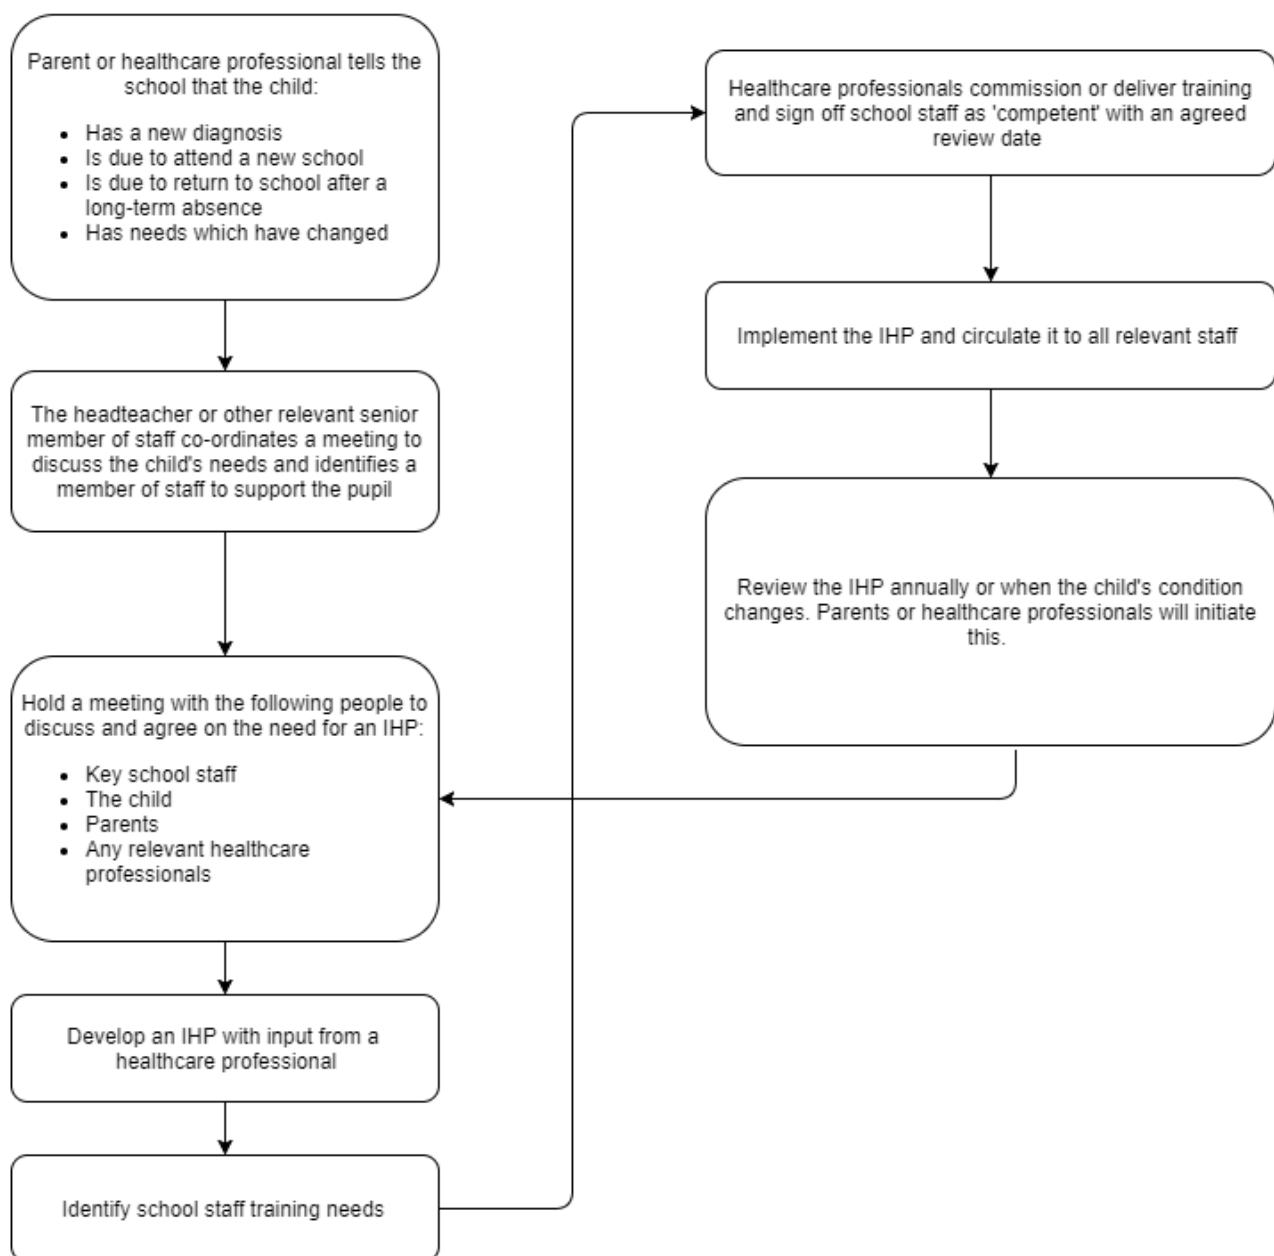 Parent or healthcare professional tells the
school that the child:
• Has a new diagnosis
• Is due to attend a new school
• Is due to return to school after a
long-term absence
• Has needs which have changed
The headteacher or other relevant senior
member of staff co-ordinates a meeting to
discuss the child's needs and identifies a
member of staff to support the pupil
Hold a meeting with the following people to
discuss and agree on the need for an IHP:
• Key school staff
• The child
• Parents
• Any relevant healthcare
professionals
Develop an IHP with input from a
healthcare professional
Identify school staff training needs
Healthcare professionals commission or deliver training
and sign off school staff as 'competent' with an agreed
review date
Implement the IHP and circulate it to all relevant staff
Review the IHP annually or when the child's condition
changes. Parents or healthcare professionals will initiate
this.